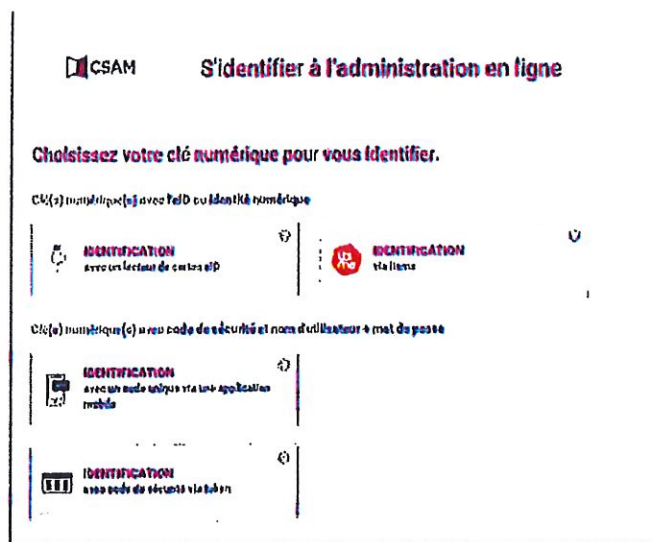 CSAM
S'identifier à l'administration en ligne
Choisissez votre clé numérique pour vous identifier.
Clé(s) numérique(s) avec l'eID ou identité numérique
IDENTIFICATION
avec un lecteur de cartes eID
IDENTIFICATION
via itsme
Clé(s) numérique(s) avec code de sécurité et nom d'utilisateur + mot de passe
IDENTIFICATION
avec un code unique via une application
mobile
IDENTIFICATION
avec code de sécurité via token